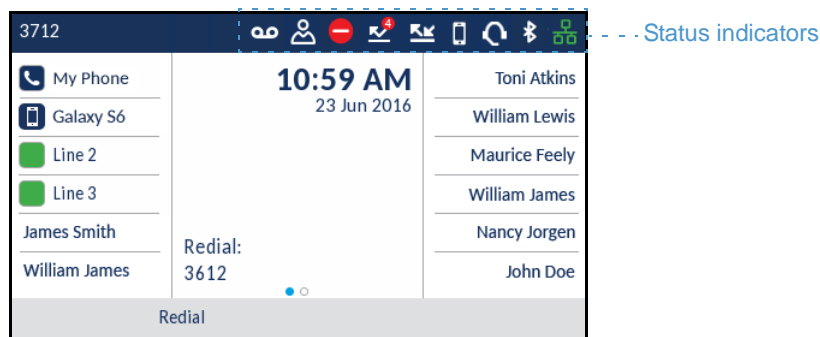 3712
4
Status indicators
My Phone
Galaxy S6
Line 2
Line 3
James Smith
William James
10:59 AM
23 Jun 2016
Redial:
3612
Toni Atkins
William Lewis
Maurice Feely
William James
Nancy Jorgen
John Doe
Redial